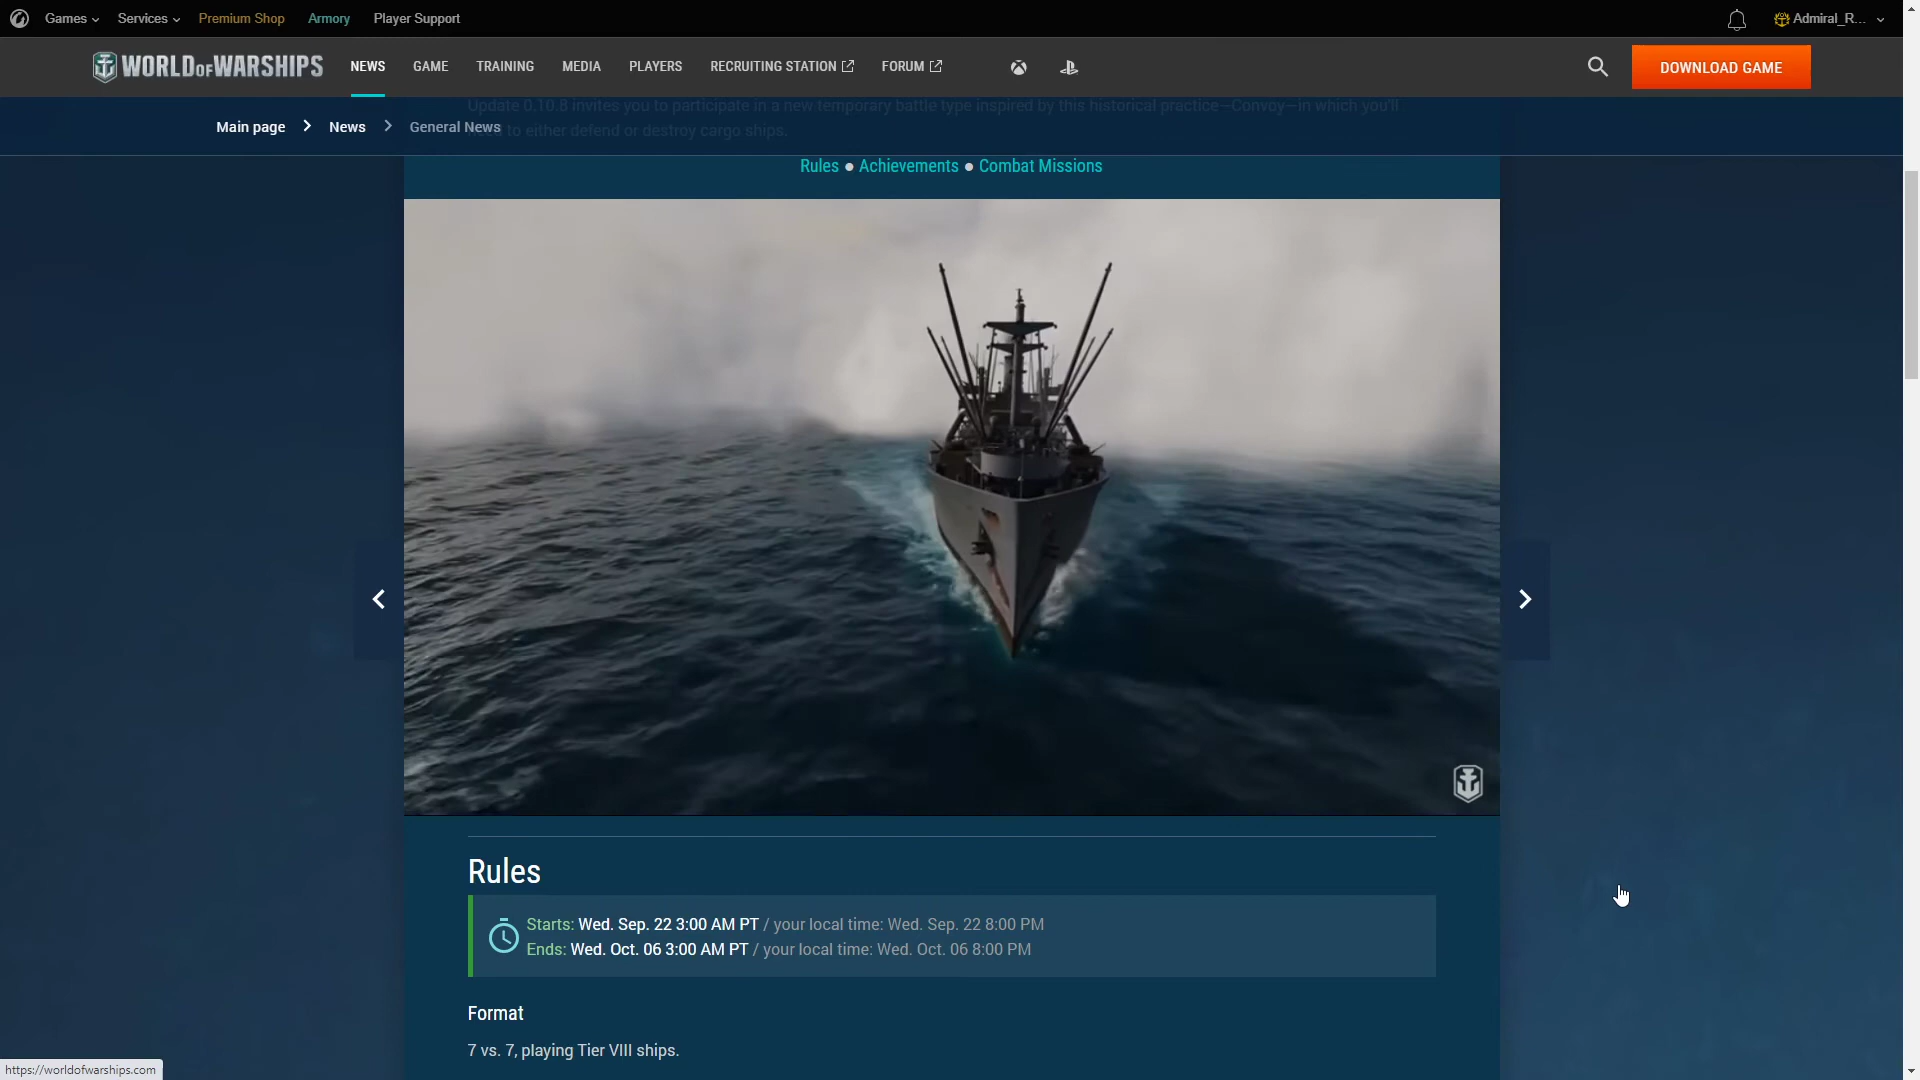 Games
Services
Premium Shop
Armory
Player Support
Admiral_R...
WORLD OF WARSHIPS
NEWS
GAME
TRAINING
MEDIA
PLAYERS
RECRUITING STATION
FORUM
DOWNLOAD GAME
Update 0.10.8 invites you to participate in a new temporary battle type inspired by this historical practice—Convoy—in which you'll
to either defend or destroy cargo ships.
Main page > News > General News
Rules ● Achievements ● Combat Missions
Rules
Starts: Wed. Sep. 22 3:00 AM PT / your local time: Wed. Sep. 22 8:00 PM
Ends: Wed. Oct. 06 3:00 AM PT / your local time: Wed. Oct. 06 8:00 PM
Format
7 vs. 7, playing Tier VIII ships.
https://worldofwarships.com